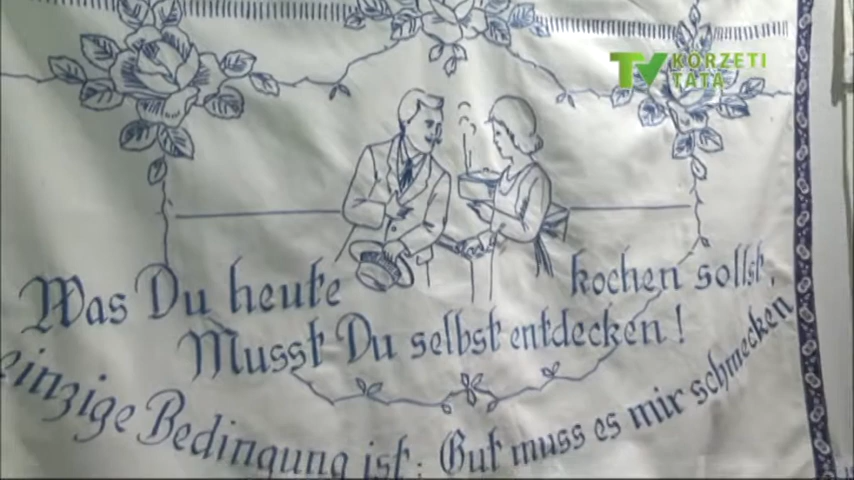 TV KÖRZETI
TATA
Was Du heute kochen sollst,
Musst Du selbst entdecken!
einzige Bedingung ist: Gut muss es mir schmecken,